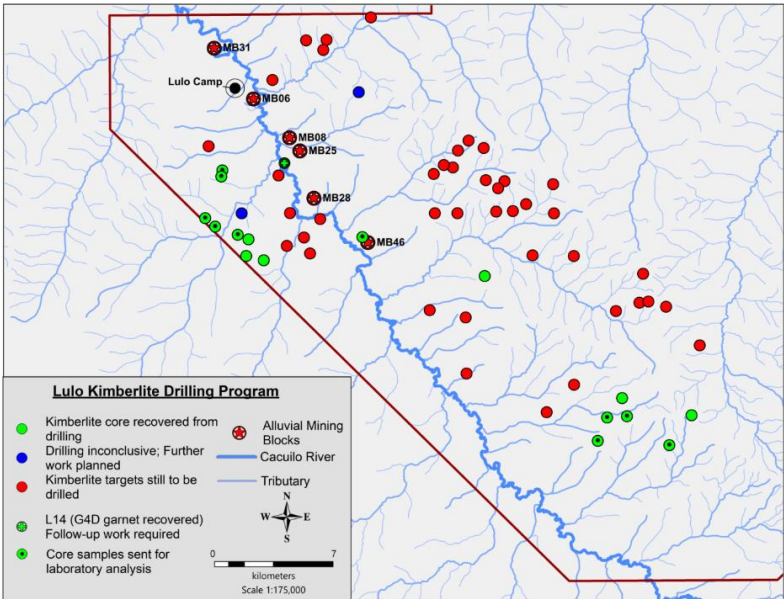 MB31
Lulo Camp
MB06
MB08
MB25
MB28
MB46
Lulo Kimberlite Drilling Program
Kimberlite core recovered from
drilling
Drilling inconclusive; Further
work planned
Kimberlite targets still to be
drilled
L14 (G4D garnet recovered)
Follow-up work required
Core samples sent for
laboratory analysis
Alluvial Mining
Blocks
Cacuilo River
Tributary
N
W E
S
0 7
kilometers
Scale 1:175,000